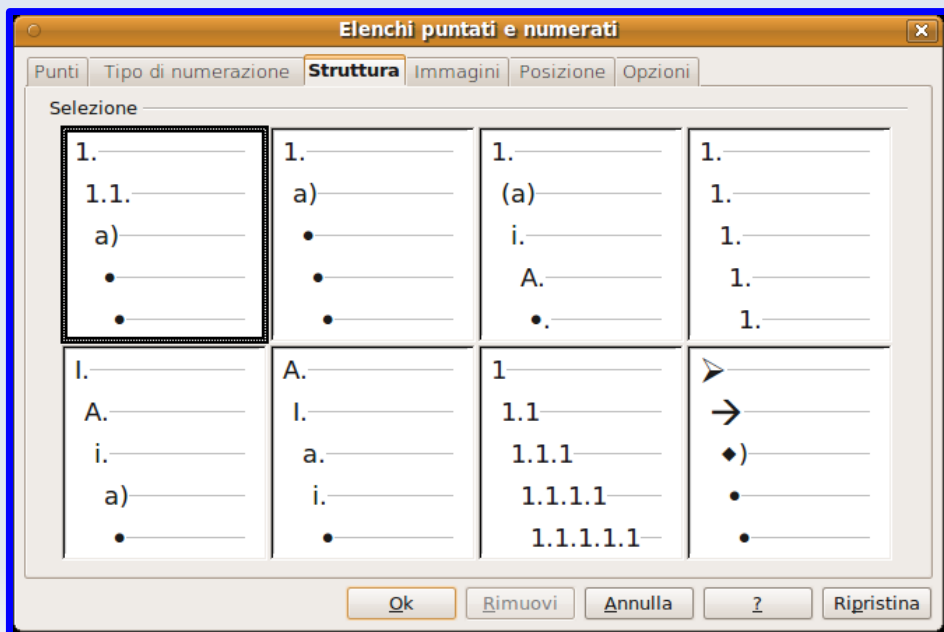 Elenchi puntati e numerati
Punti Tipo di numerazione Struttura Immagini Posizione Opzioni
Selezione
1.
1.1.
a)
•
•
1.
a)
•
•
•
1.
(a)
i.
A.
•.
1.
1.
1.
1.
1.
I.
A.
i.
a)
•
A.
I.
a.
i.
•
1
1.1
1.1.1
1.1.1.1
1.1.1.1.1
➢
→
◆)
•
•
Ok Rimuovi Annulla ? Ripristina